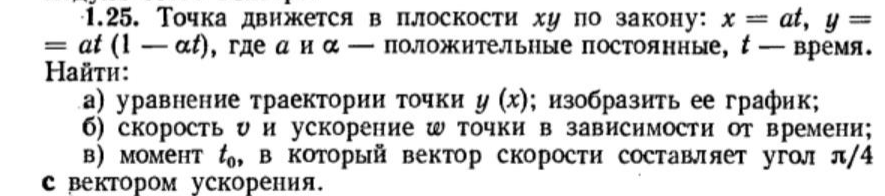 1.25. Точка движется в плоскости xy по закону: x = at, y =
= at (1 — αt), где a и α — положительные постоянные, t — время.
Найти:
а) уравнение траектории точки y (x); изобразить ее график;
б) скорость v и ускорение w точки в зависимости от времени;
в) момент t₀, в который вектор скорости составляет угол π/4
с вектором ускорения.